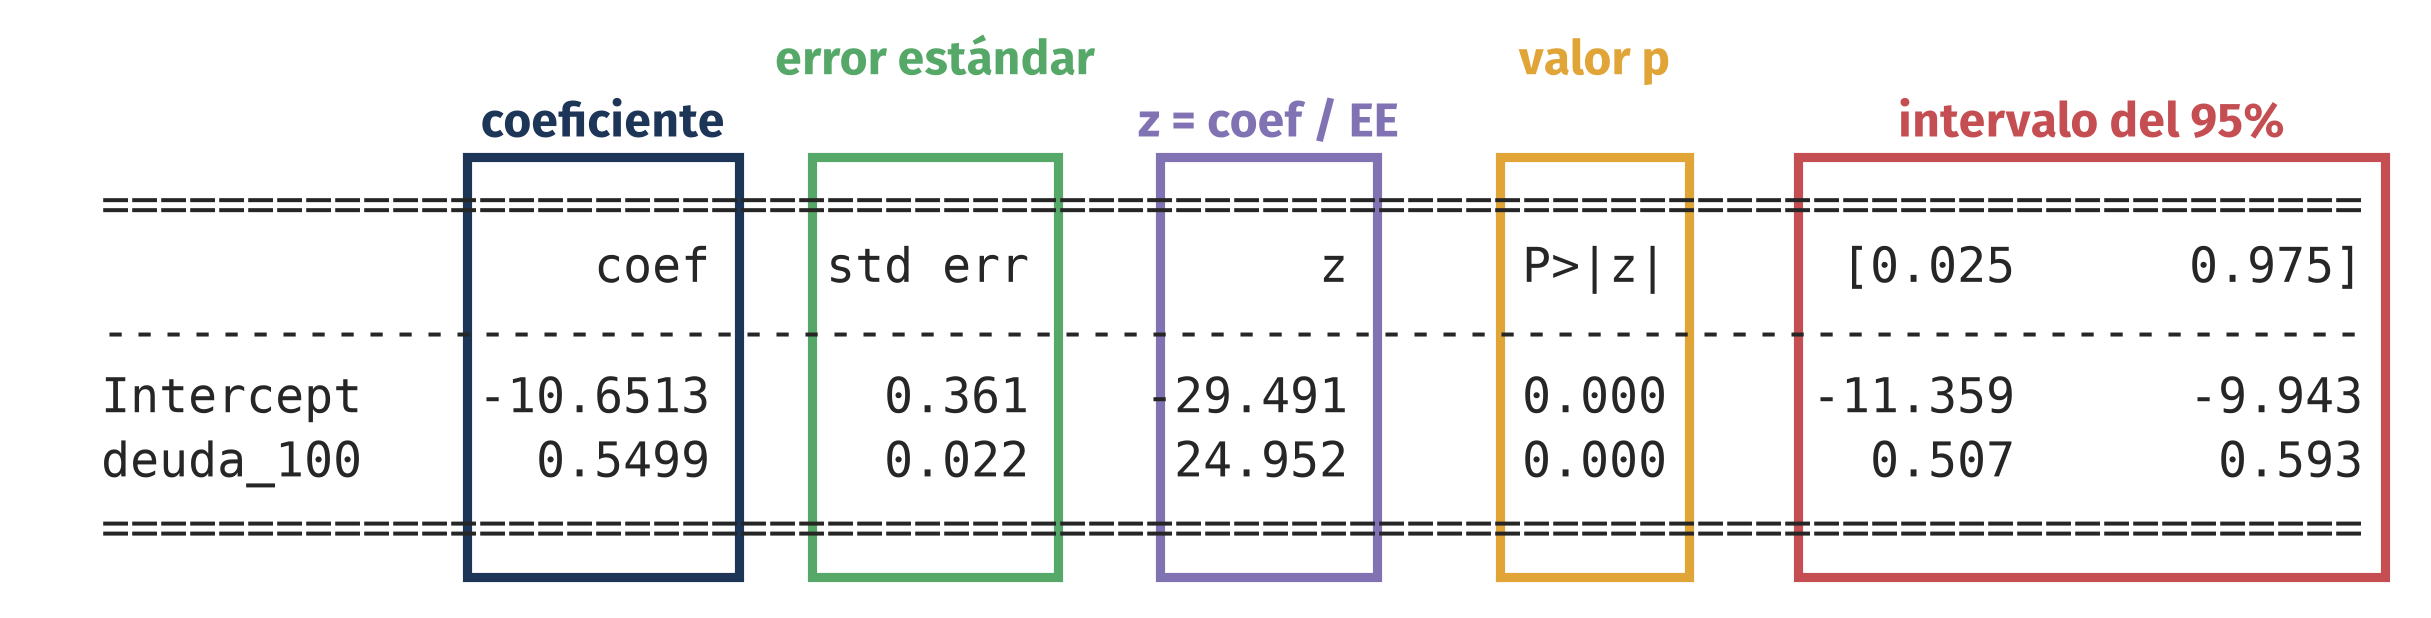 error estándar valor p
coeficiente z = coef / EE intervalo del 95%
==============================================================================
coef std err z P>|z| [0.025 0.975]
------------------------------------------------------------------------------
Intercept -10.6513 0.361 -29.491 0.000 -11.359 -9.943
deuda_100 0.5499 0.022 24.952 0.000 0.507 0.593
==============================================================================